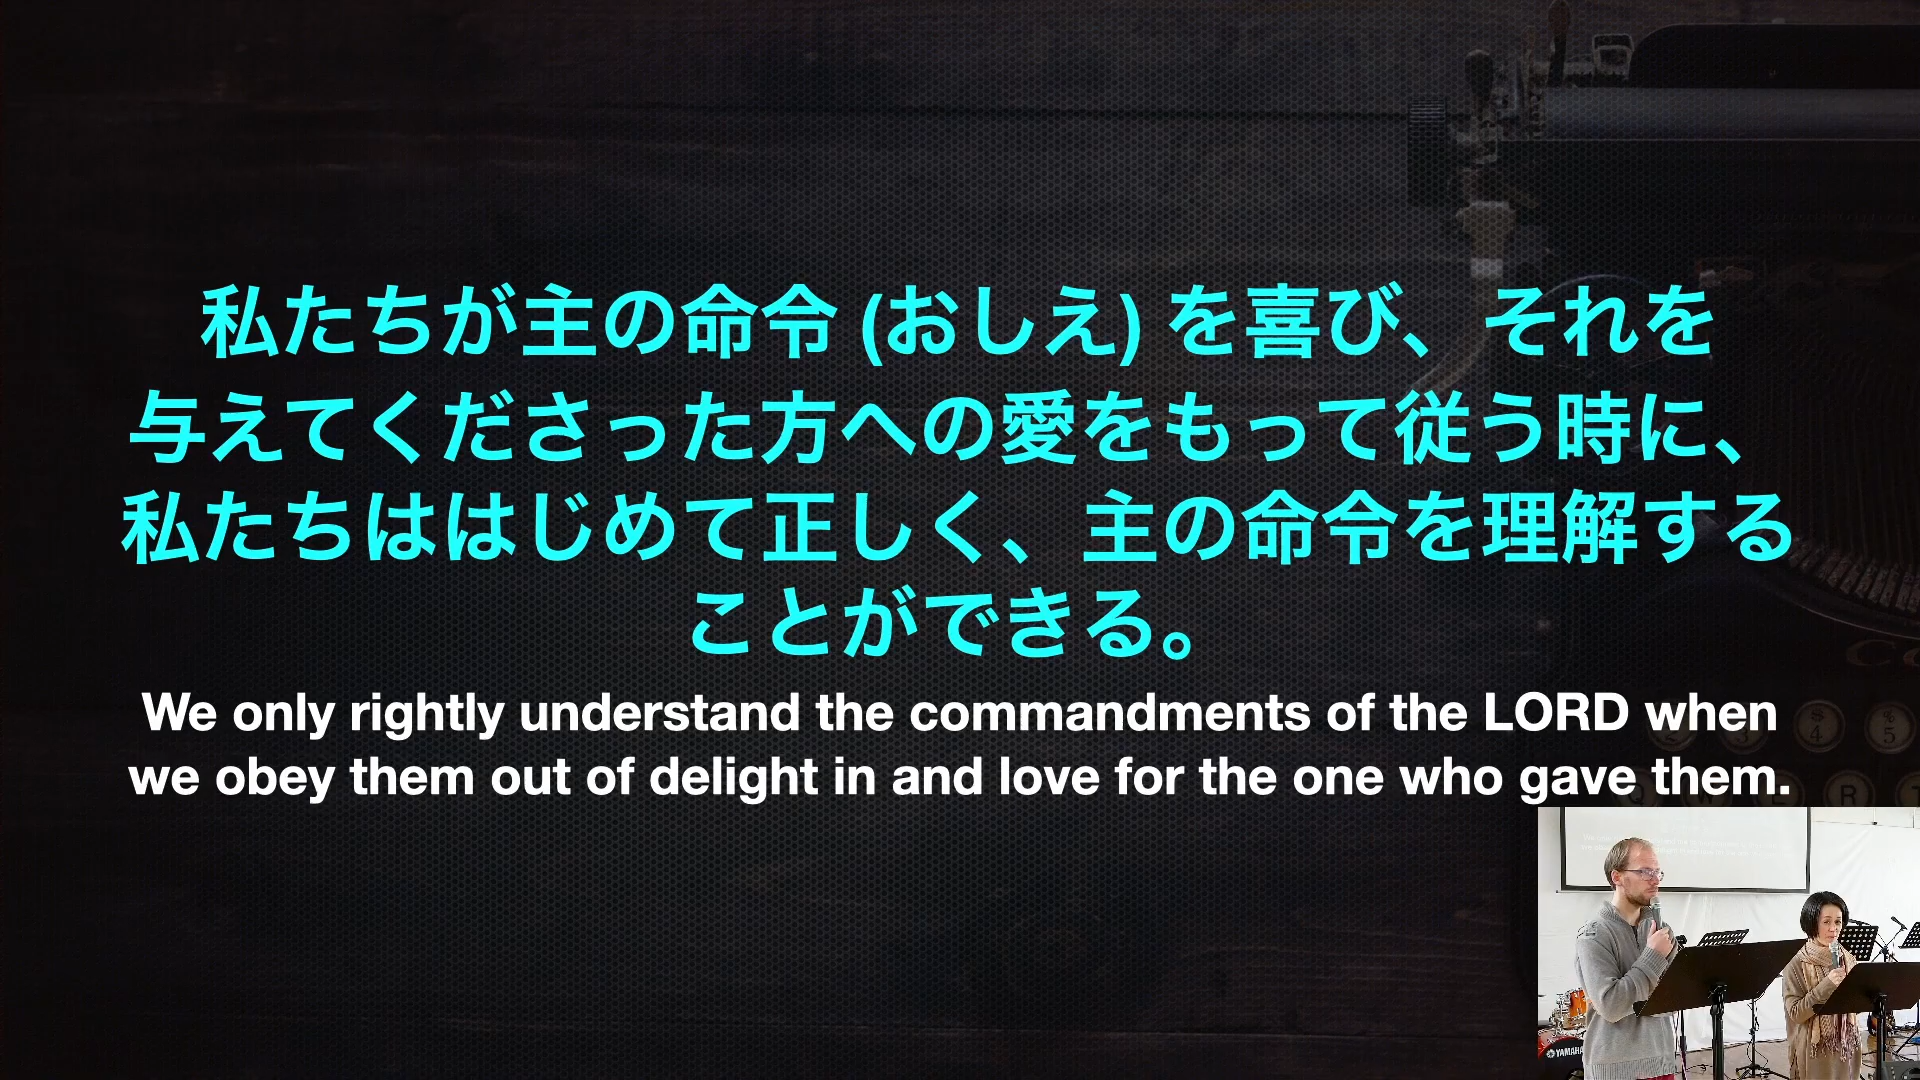 私たちが主の命令 (おしえ) を喜び、それを
与えてくださった方への愛をもって従う時に、
私たちははじめて正しく、主の命令を理解する
ことができる。
We only rightly understand the commandments of the LORD when
we obey them out of delight in and love for the one who gave them.
YAMAHA